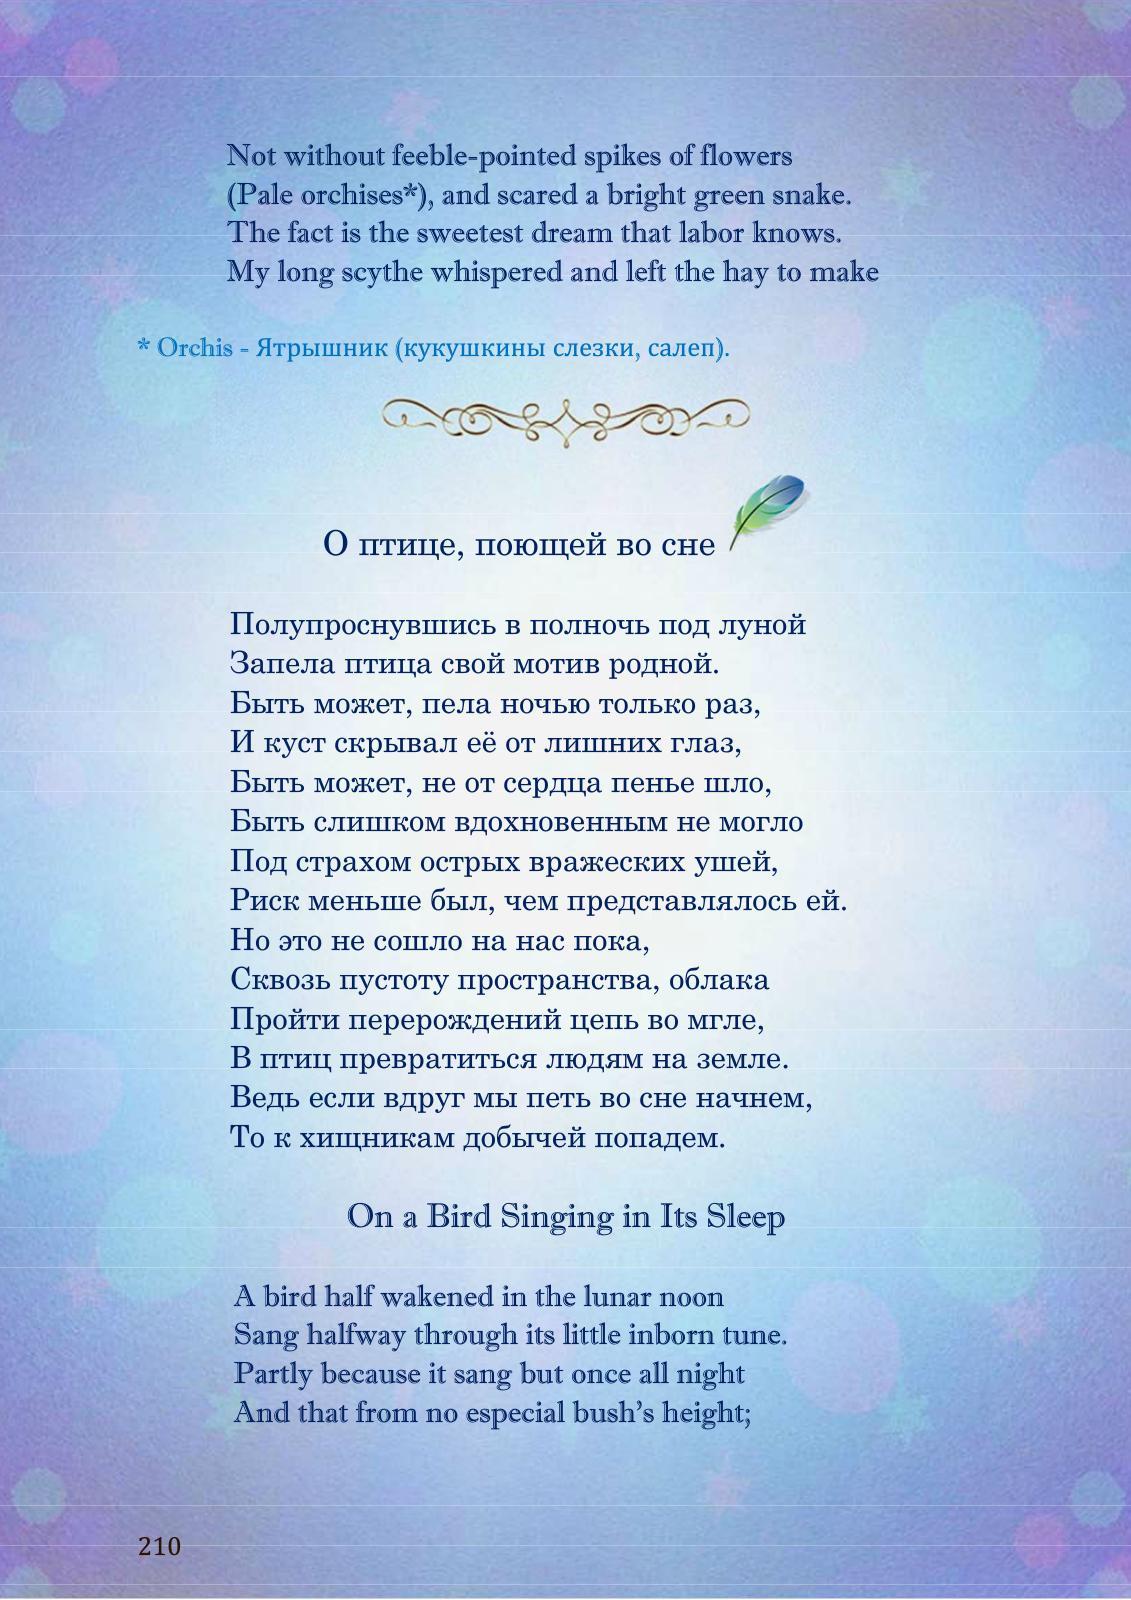 Not without feeble-pointed spikes of flowers
(Pale orchises*), and scared a bright green snake.
The fact is the sweetest dream that labor knows.
My long scythe whispered and left the hay to make
* Orchis - Ятрышник (кукушкины слезки, салеп).
О птице, поющей во сне
Полупроснувшись в полночь под луной
Запела птица свой мотив родной.
Быть может, пела ночью только раз,
И куст скрывал её от лишних глаз,
Быть может, не от сердца пенье шло,
Быть слишком вдохновенным не могло
Под страхом острых вражеских ушей,
Риск меньше был, чем представлялось ей.
Но это не сошло на нас пока,
Сквозь пустоту пространства, облака
Пройти перерождений цепь во мгле,
В птиц превратиться людям на земле.
Ведь если вдруг мы петь во сне начнем,
То к хищникам добычей попадем.
On a Bird Singing in Its Sleep
A bird half wakened in the lunar noon
Sang halfway through its little inborn tune.
Partly because it sang but once all night
And that from no especial bush’s height;
210